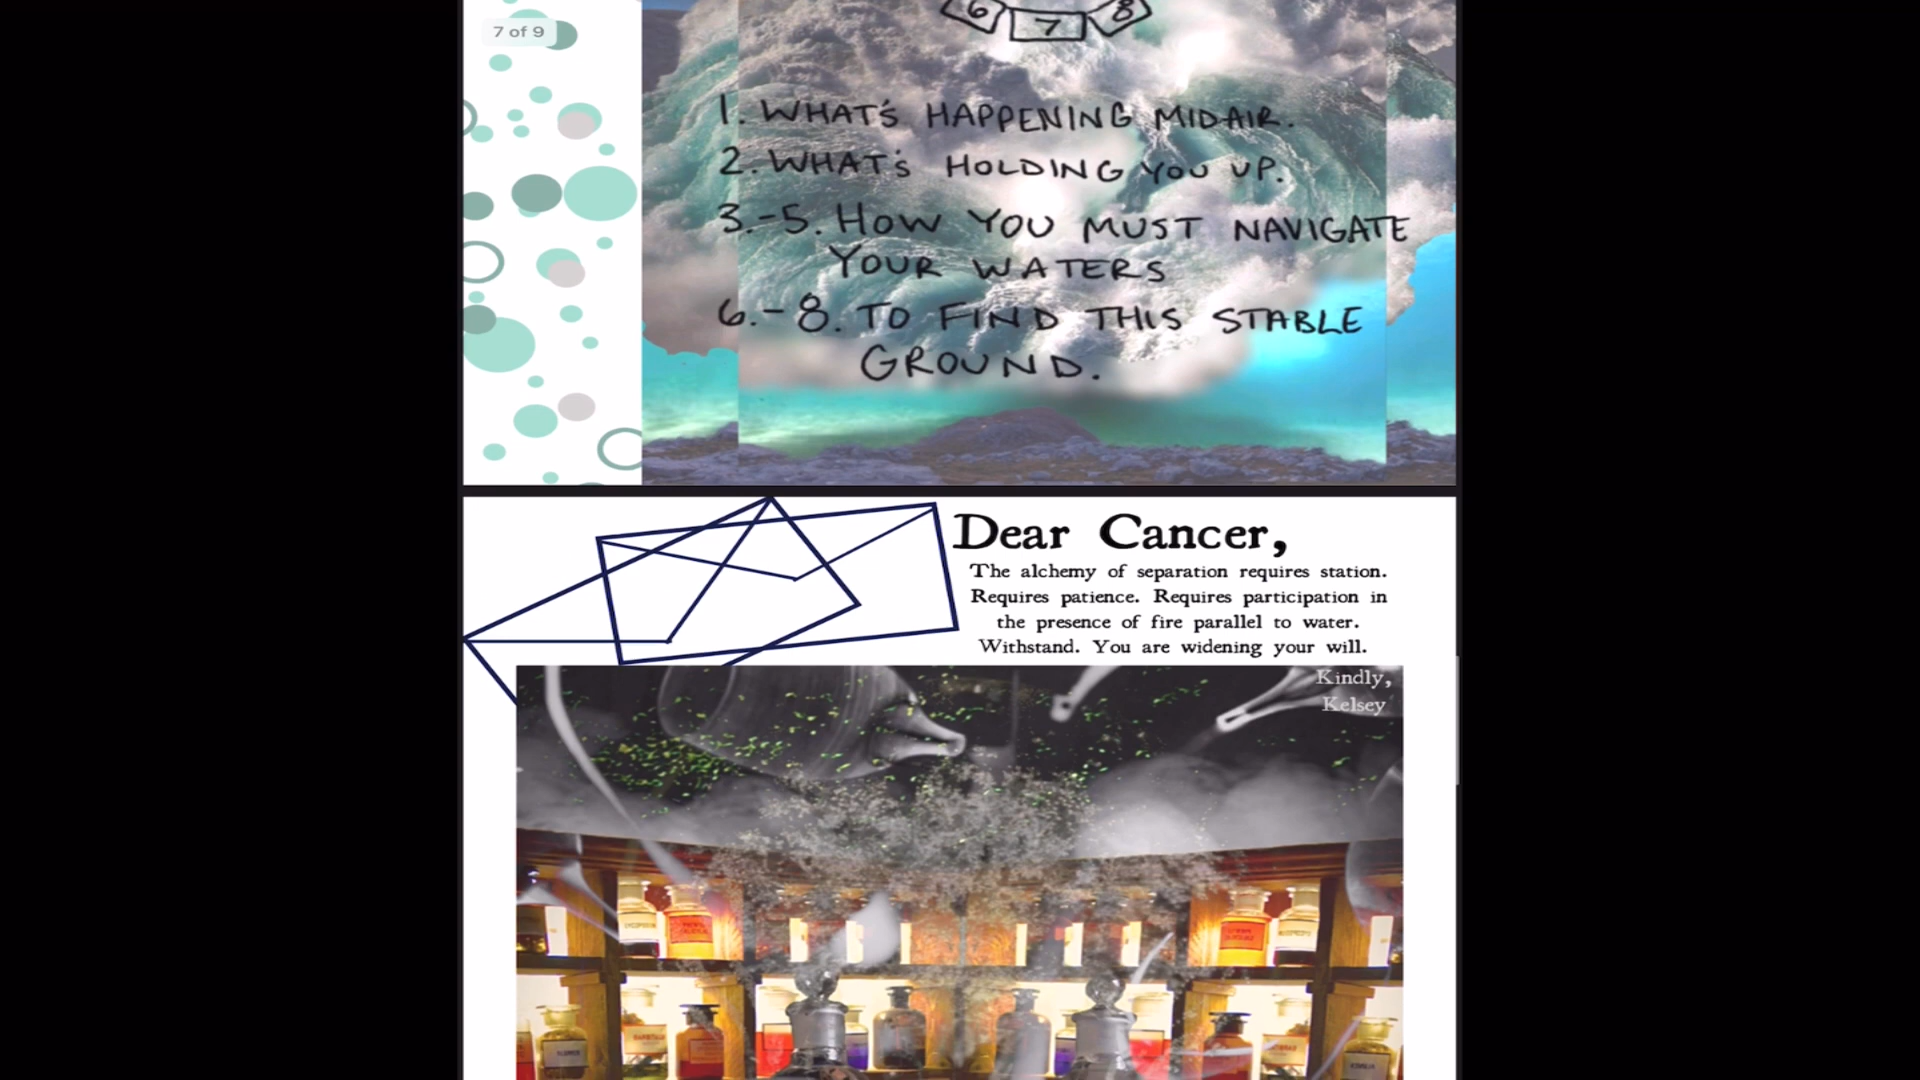 7 of 9
6 7 8
1. WHAT'S HAPPENING MIDAIR.
2. WHAT'S HOLDING YOU UP.
3.-5. HOW YOU MUST NAVIGATE
YOUR WATERS
6.-8. TO FIND THIS STABLE
GROUND.
Dear Cancer,
The alchemy of separation requires station.
Requires patience. Requires participation in
the presence of fire parallel to water.
Withstand. You are widening your will.
Kindly,
Kelsey